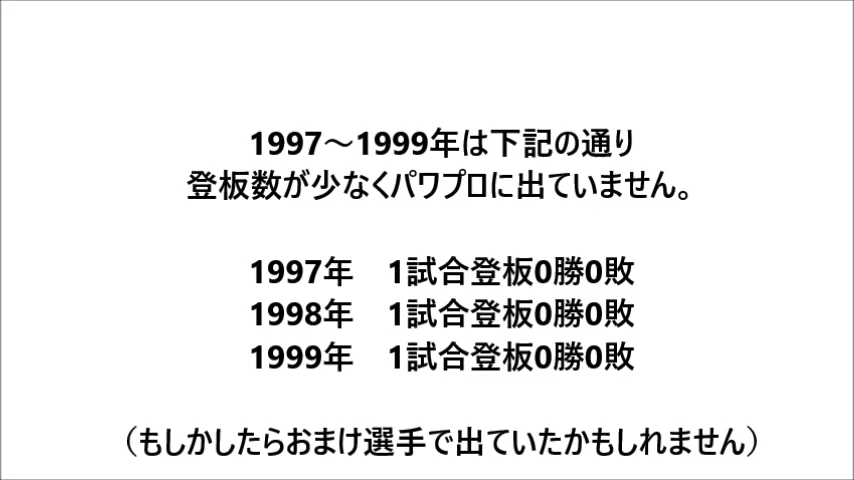 1997～1999年は下記の通り
登板数が少なくパワプロに出ていません。
1997年　1試合登板0勝0敗
1998年　1試合登板0勝0敗
1999年　1試合登板0勝0敗
（もしかしたらおまけ選手で出ていたかもしれません）